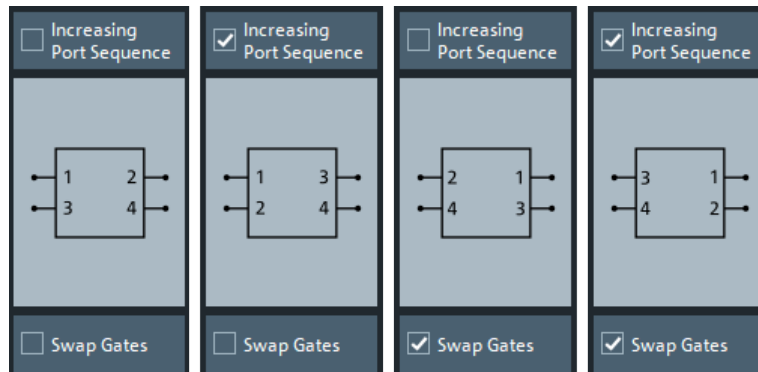 Increasing
Port Sequence
1 2
3 4
Swap Gates
Increasing
Port Sequence
1 3
2 4
Swap Gates
Increasing
Port Sequence
2 1
4 3
Swap Gates
Increasing
Port Sequence
3 1
4 2
Swap Gates